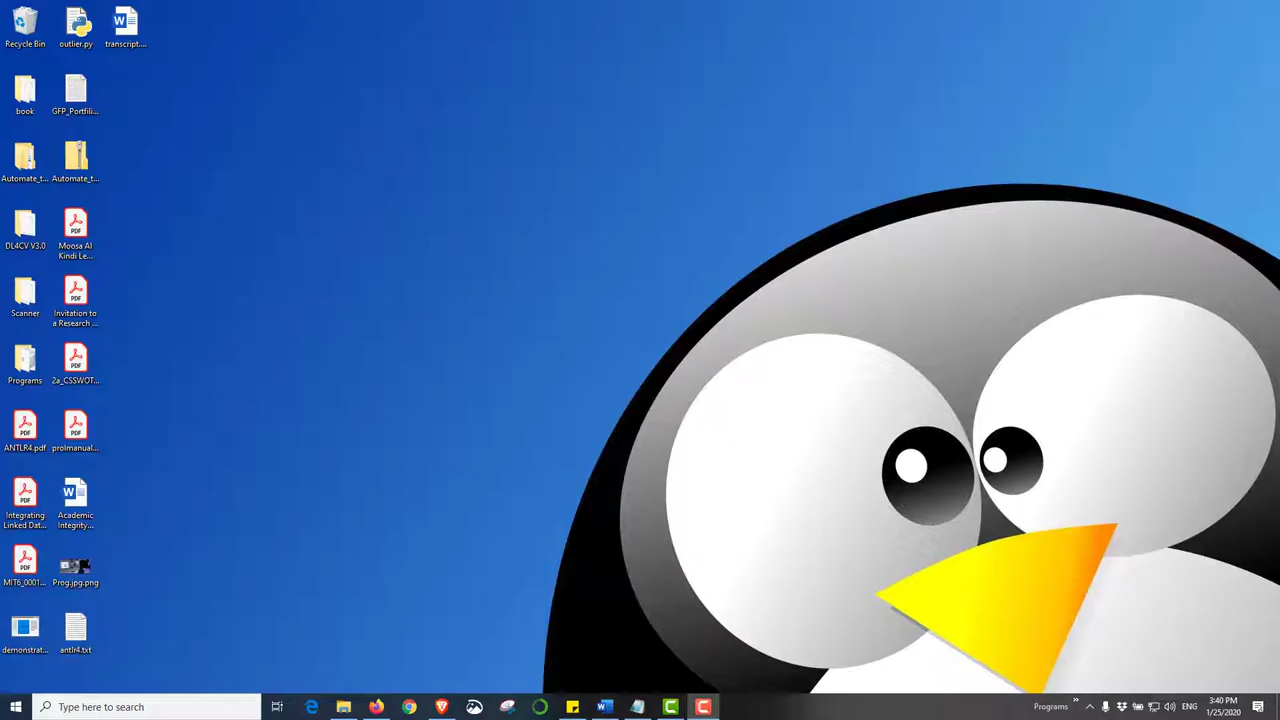 Recycle Bin
outlier.py
transcript....
book
GFP_Portfili...
Automate_t...
Automate_t...
DL4CV V3.0
Moosa Al
Kindi Le...
Scanner
Invitation to
a Research ...
Programs
2a_CSSWOT...
ANTLR4.pdf
prolmanual...
Integrating
Linked Dat...
Academic
Integrity...
MIT6_0001...
Prog.jpg.png
demonstrat...
antlr4.txt
Type here to search
Programs
ENG
3:40 PM
1/25/2020